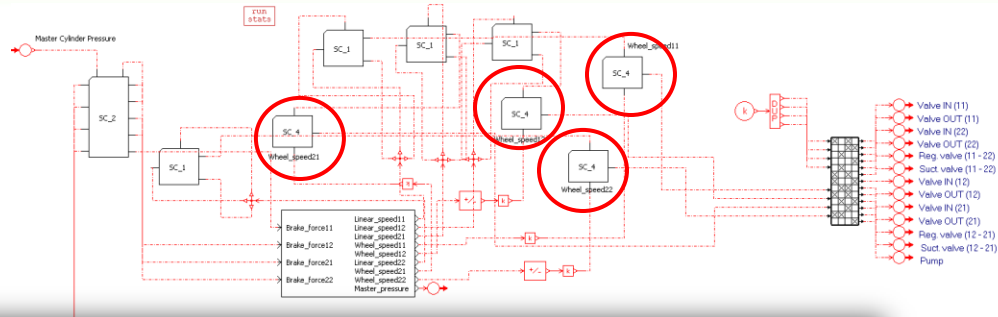 run
stats
Master Cylinder Pressure
SC_1
SC_1
SC_1
Wheel_speed11
SC_4
SC_2
SC_4
SC_4
Wheel_speed21
SC_1
SC_4
Wheel_speed22
k
DUP
+/_
k
k
+/_
k
Brake_force11
Brake_force12
Brake_force21
Brake_force22
Linear_speed11
Linear_speed12
Wheel_speed11
Wheel_speed12
Linear_speed22
Wheel_speed21
Wheel_speed22
Master_pressure
Valve IN (11)
Valve OUT (11)
Valve IN (22)
Valve OUT (22)
Reg. valve (11 - 22)
Suct. valve (11 - 22)
Valve IN (12)
Valve OUT (12)
Valve IN (21)
Valve OUT (21)
Reg. valve (12 - 21)
Suct. valve (12 - 21)
Pump